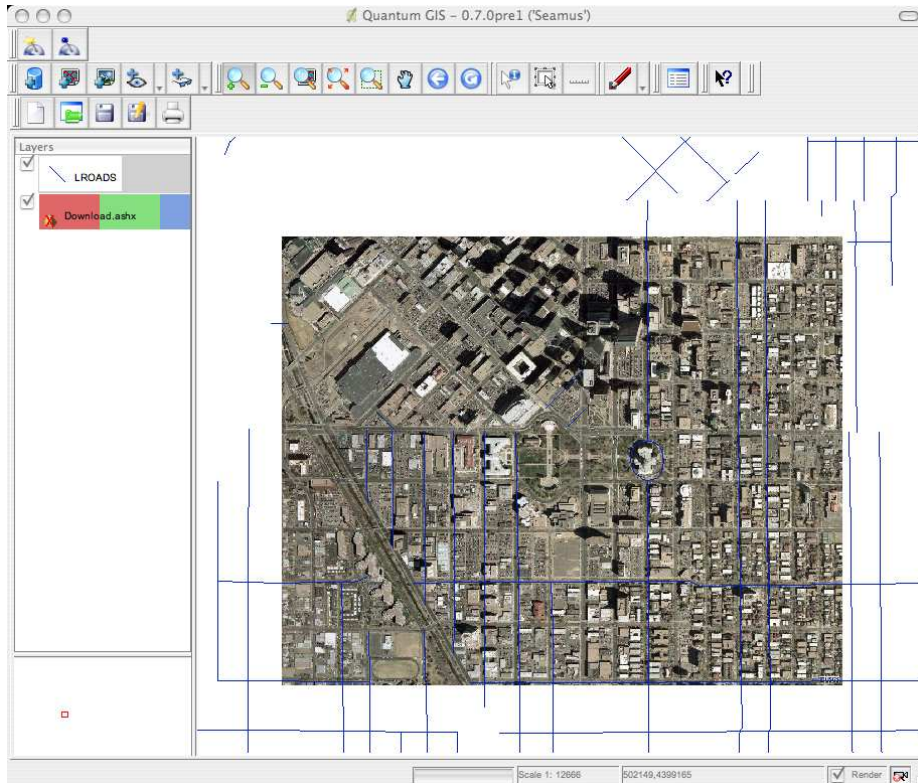 Quantum GIS - 0.7.0pre1 ('Seamus')
Layers
LROADS
Download.ashx
Scale 1: 12666
502149,4399165
Render